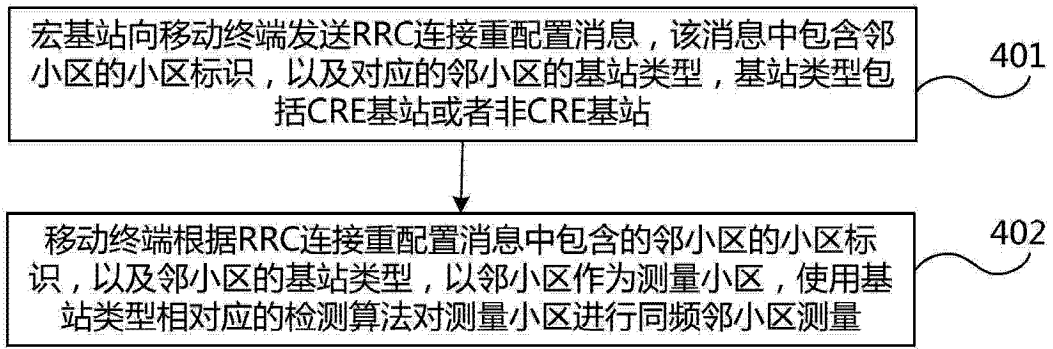 宏基站向移动终端发送RRC连接重配置消息，该消息中包含邻
小区的小区标识，以及对应的邻小区的基站类型，基站类型包
括CRE基站或者非CRE基站
401
移动终端根据RRC连接重配置消息中包含的邻小区的小区标
识，以及邻小区的基站类型，以邻小区作为测量小区，使用基
站类型相对应的检测算法对测量小区进行同频邻小区测量
402